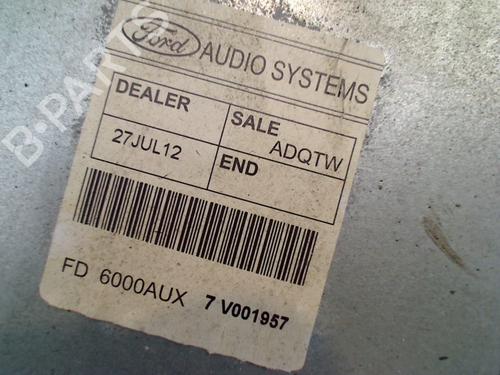 Ford AUDIO SYSTEMS
DEALER
SALE
27JUL12
ADQTW
END
FD 6000AUX 7 V001957
B-PARTS